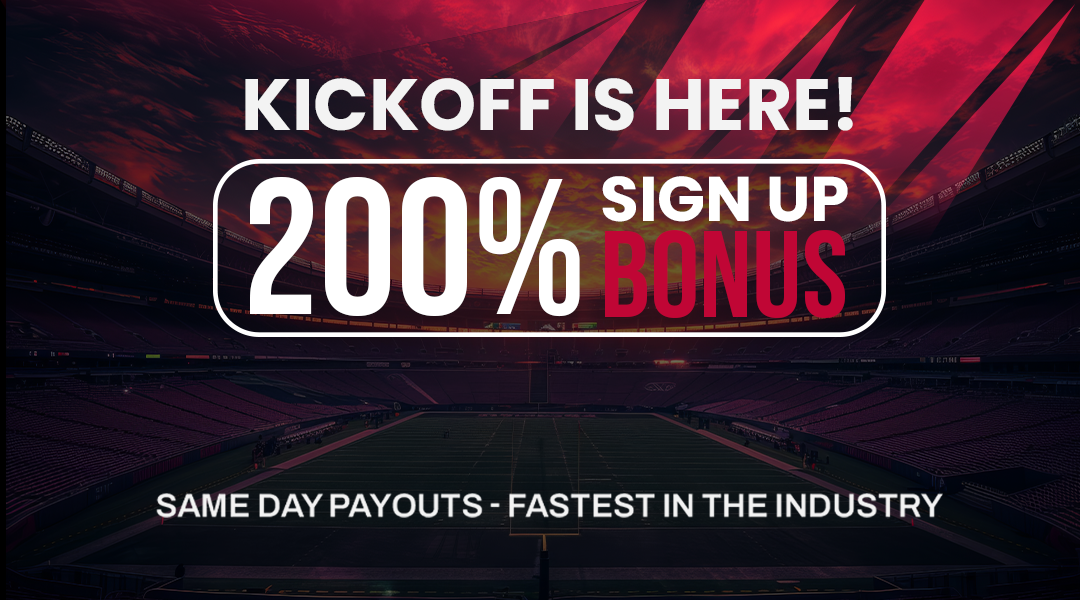 KICKOFF IS HERE!
200%
SIGN UP
BONUS
SAME DAY PAYOUTS - FASTEST IN THE INDUSTRY